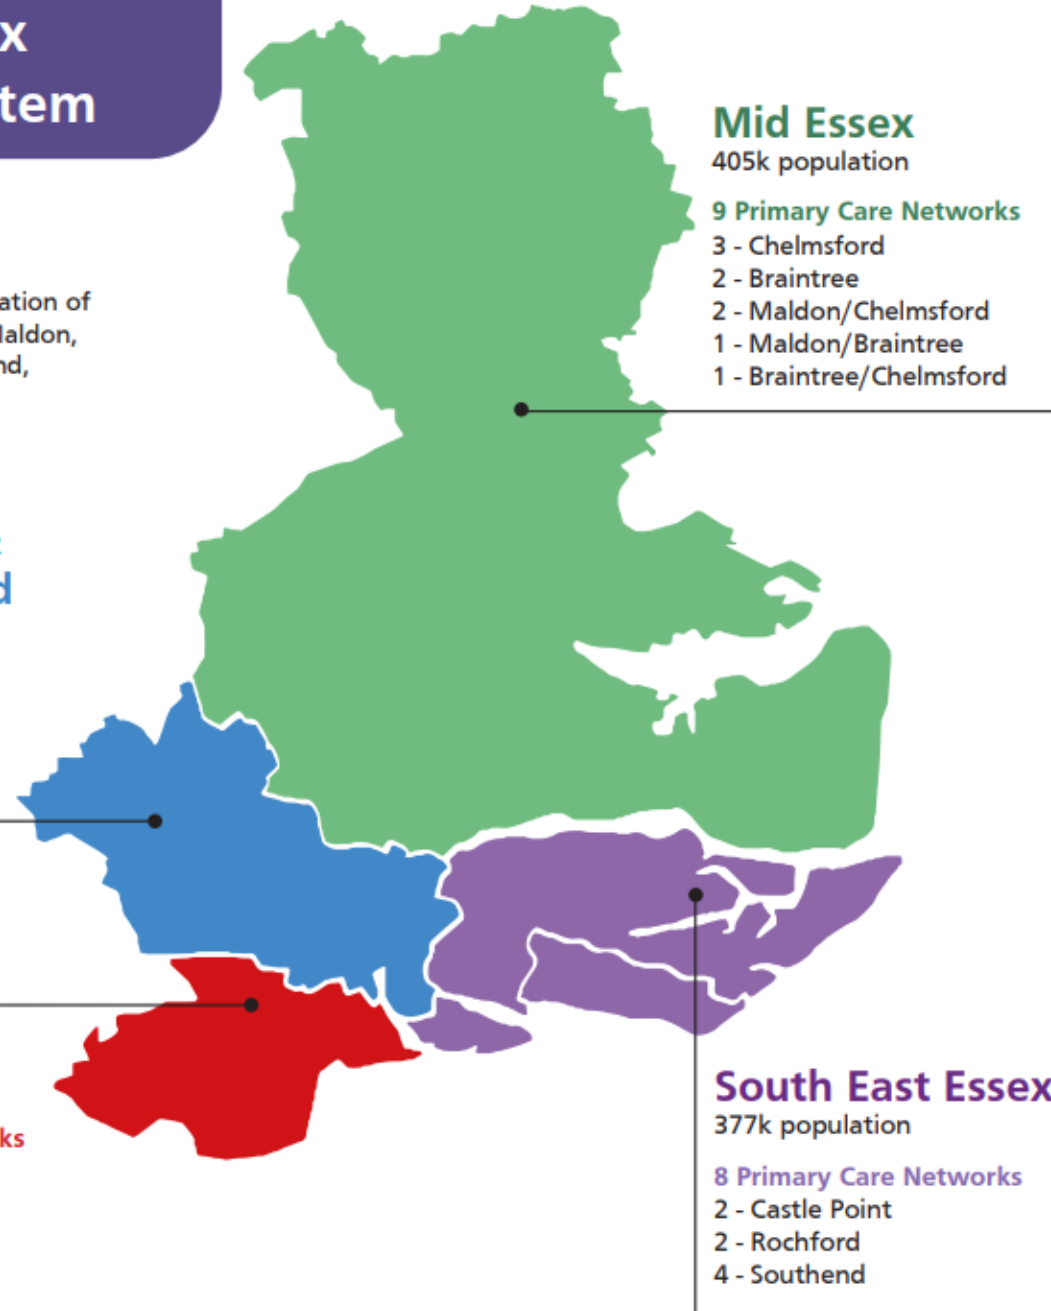 x
tem
ation of
aldon,
nd,
d
ks
Mid Essex
405k population
9 Primary Care Networks
3 - Chelmsford
2 - Braintree
2 - Maldon/Chelmsford
1 - Maldon/Braintree
1 - Braintree/Chelmsford
South East Essex
377k population
8 Primary Care Networks
2 - Castle Point
2 - Rochford
4 - Southend